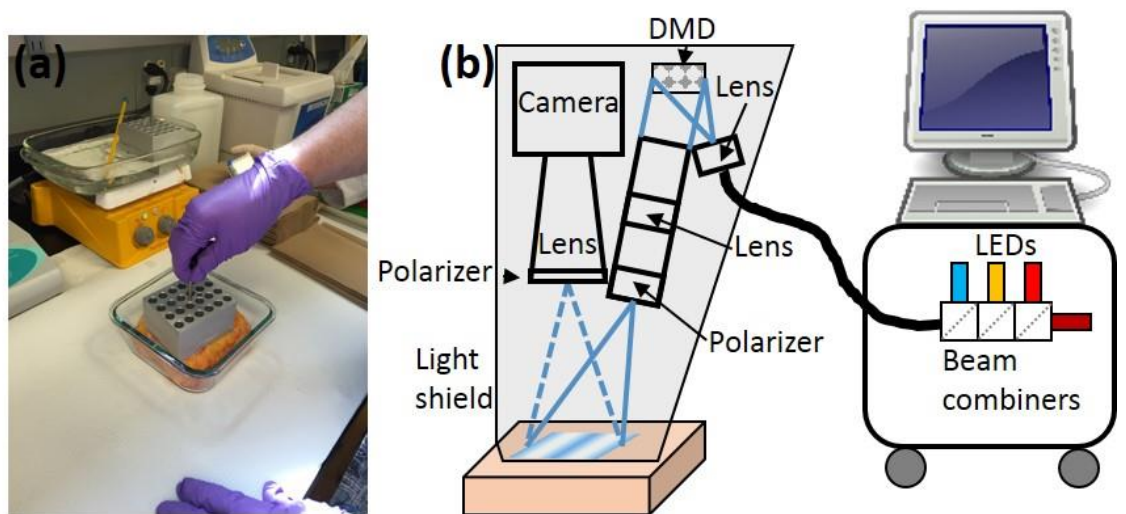 (a)
(b)
DMD
Lens
Camera
Lens
Lens
Polarizer
Polarizer
Light
shield
LEDs
Beam
combiners